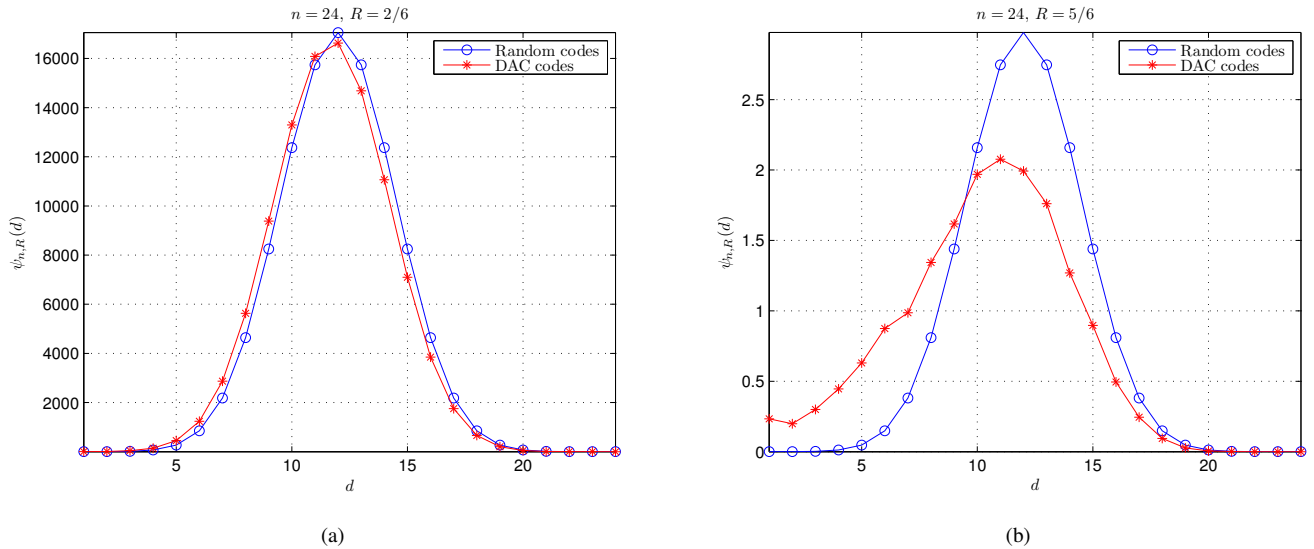 n = 24, R = 2/6
16000
14000
12000
10000
8000
6000
4000
2000
5
10
15
20
ψn,R(d)
d
Random codes
DAC codes
(a)
n = 24, R = 5/6
2.5
2
1.5
1
0.5
0
5
10
15
20
ψn,R(d)
d
Random codes
DAC codes
(b)